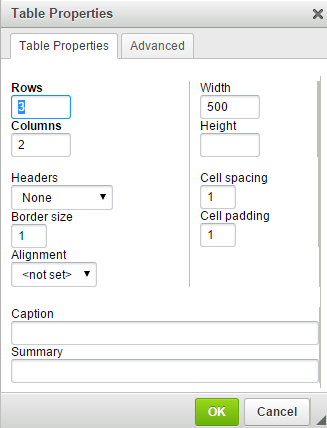 Table Properties
Table Properties Advanced
Rows
3
Columns
2
Headers
None
Border size
1
Alignment
<not set>
Width
500
Height
Cell spacing
1
Cell padding
1
Caption
Summary
OK Cancel